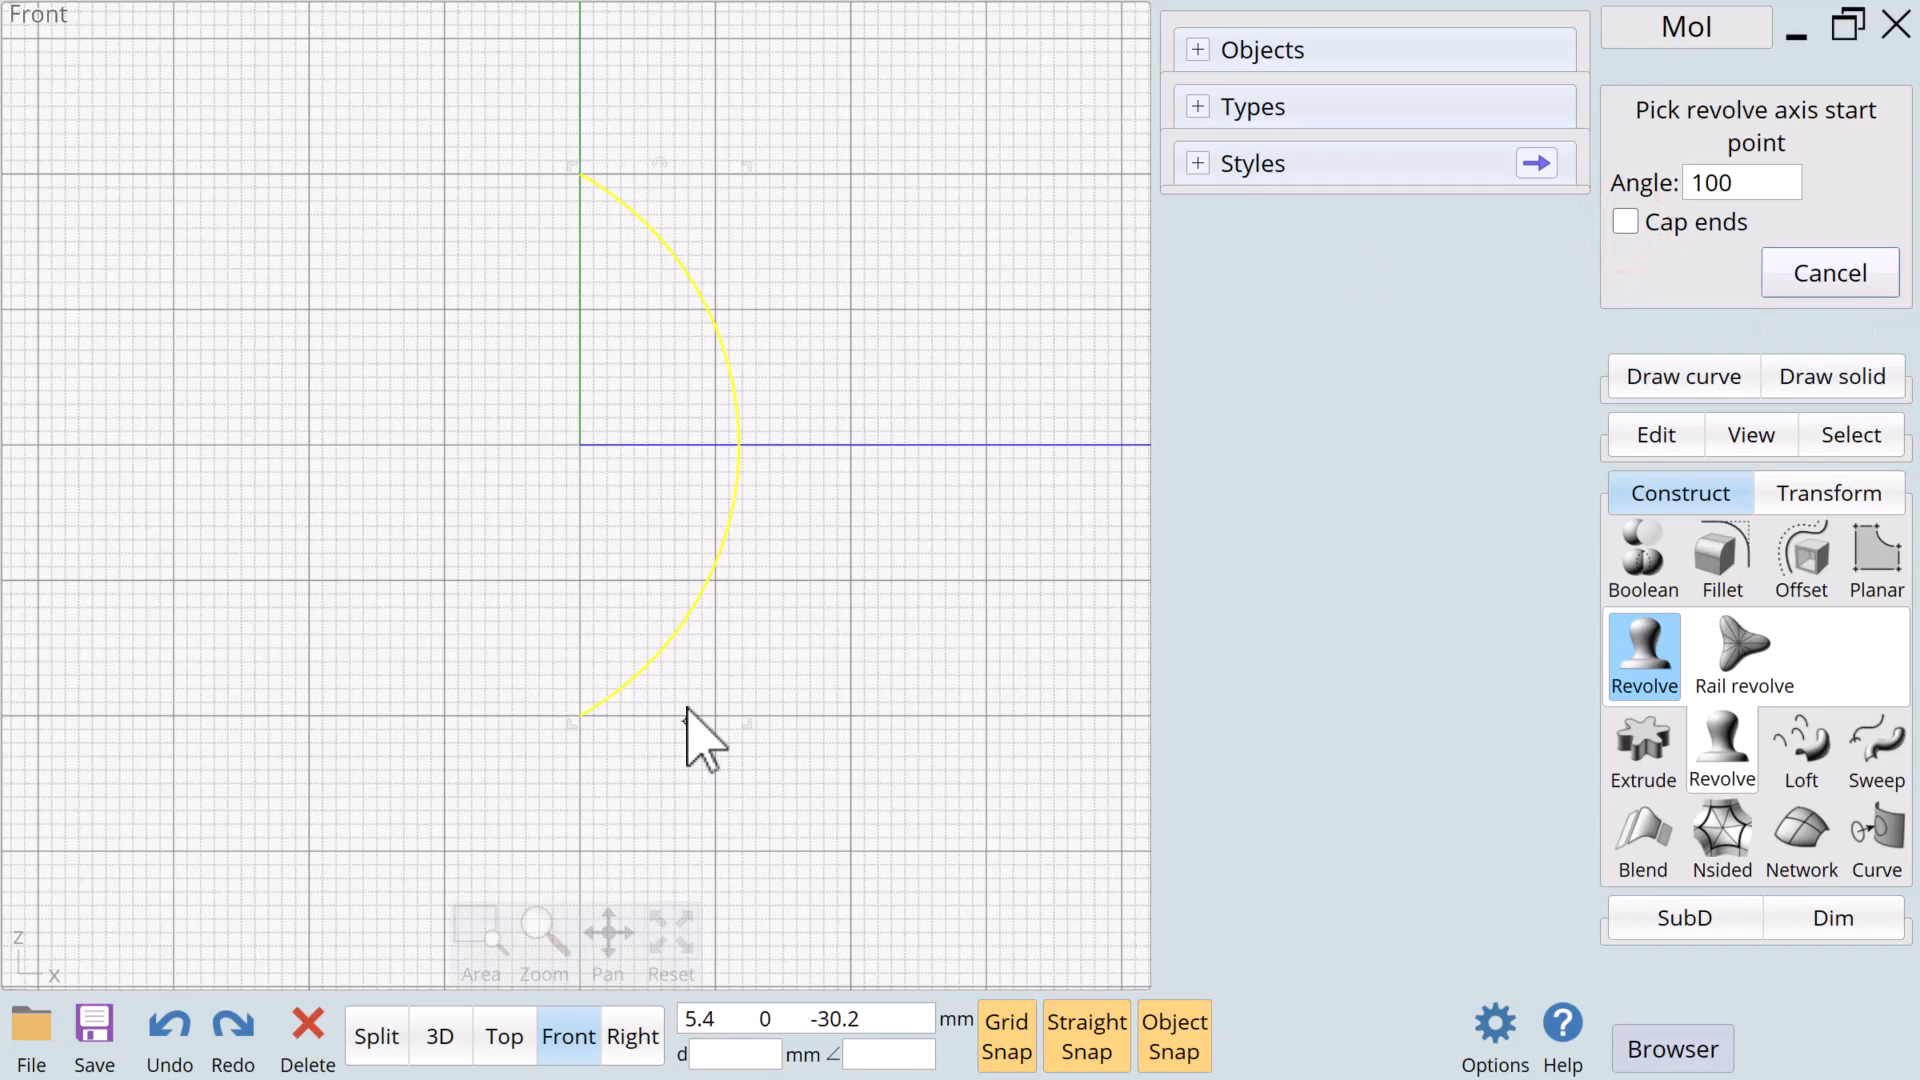 Front
Objects
Types
Styles
MoI
Pick revolve axis start
point
Angle: 100
Cap ends
Cancel
Draw curve Draw solid
Edit View Select
Construct Transform
Boolean Fillet Offset Planar
Revolve Rail revolve
Extrude Revolve Loft Sweep
Blend Nsided Network Curve
SubD Dim
Area Zoom Pan Reset
Z
X
File Save Undo Redo Delete
Split 3D Top Front Right
5.4 0 -30.2 mm
d mm ∠
Grid
Snap
Straight
Snap
Object
Snap
Options Help
Browser